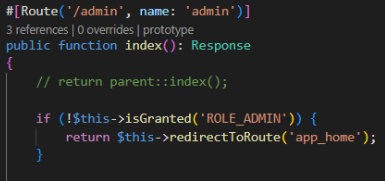 #[Route('/admin', name: 'admin')]
3 references | 0 overrides | prototype
public function index(): Response
{
    // return parent::index();
    if (!$this->isGranted('ROLE_ADMIN')) {
        return $this->redirectToRoute('app_home');
    }